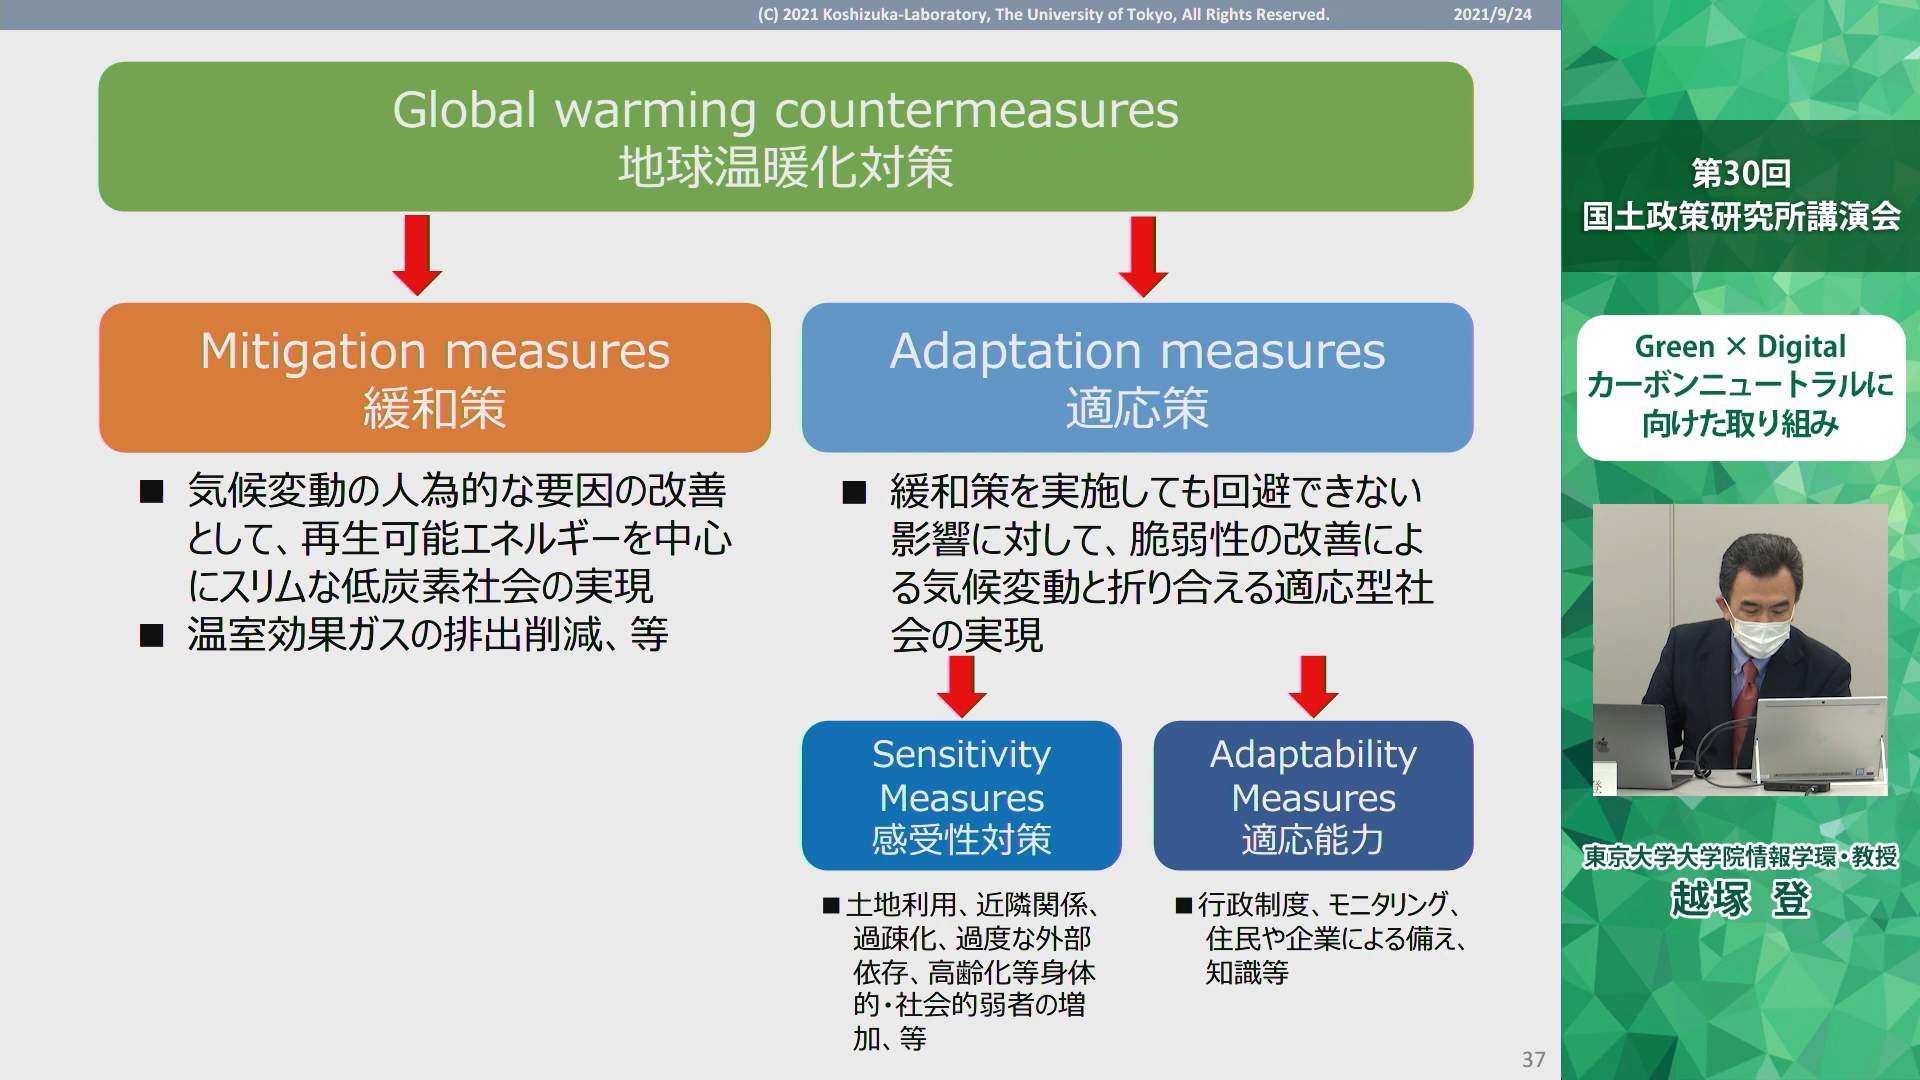 (C) 2021 Koshizuka-Laboratory, The University of Tokyo, All Rights Reserved.
2021/9/24
Global warming countermeasures
地球温暖化対策
Mitigation measures
緩和策
■ 気候変動の人為的な要因の改善
として、再生可能エネルギーを中心
にスリムな低炭素社会の実現
■ 温室効果ガスの排出削減、等
Adaptation measures
適応策
■ 緩和策を実施しても回避できない
影響に対して、脆弱性の改善によ
る気候変動と折り合える適応型社
会の実現
Sensitivity
Measures
感受性対策
■ 土地利用、近隣関係、
過疎化、過度な外部
依存、高齢化等身体
的・社会的弱者の増
加、等
Adaptability
Measures
適応能力
■ 行政制度、モニタリング、
住民や企業による備え、
知識等
37
第30回
国土政策研究所講演会
Green × Digital
カーボンニュートラルに
向けた取り組み
登
東京大学大学院情報学環・教授
越塚 登